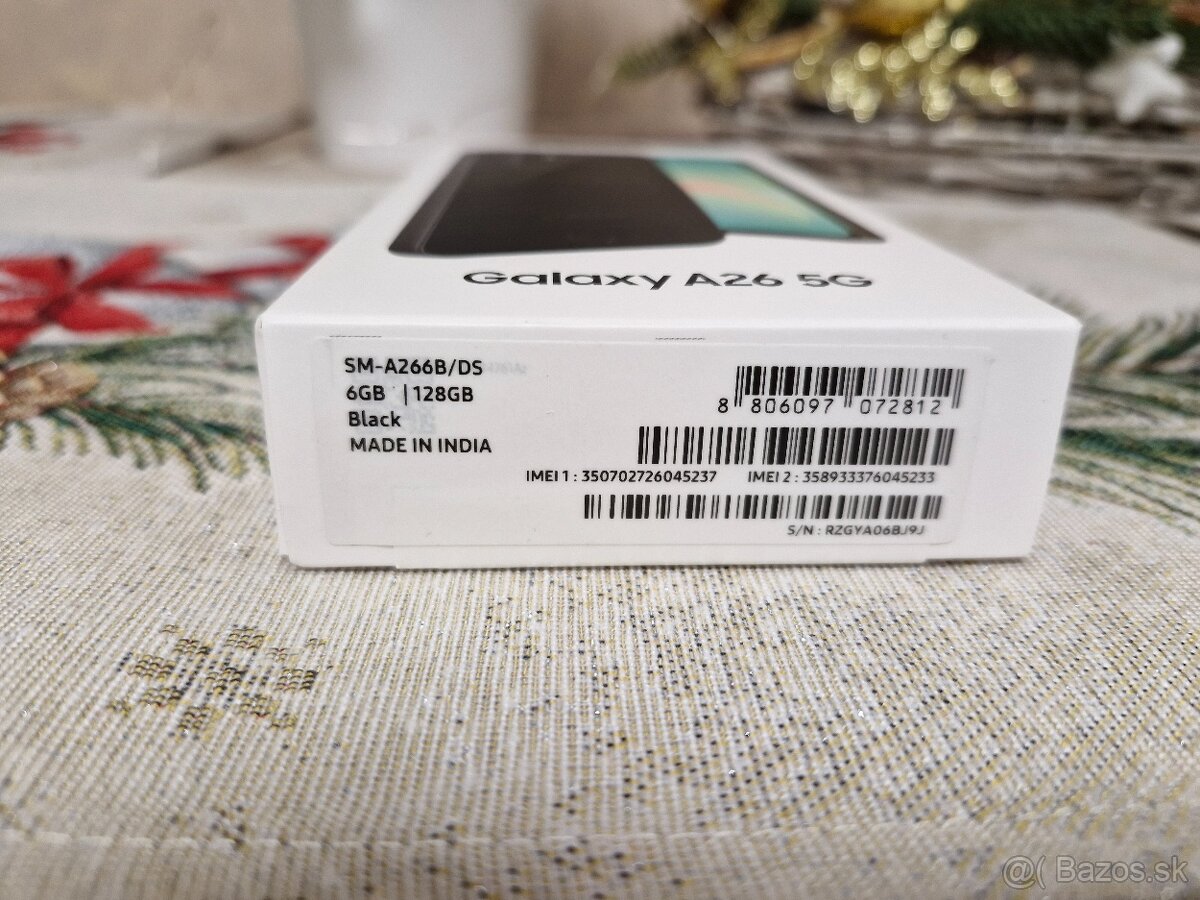 Galaxy A26 5G
SM-A266B/DS
6GB | 128GB
Black
MADE IN INDIA
8 806097 072812
IMEI 1 : 350702726045237 IMEI 2 : 358933376045233
S/N : RZGYA06BJ9J
@( Bazos.sk